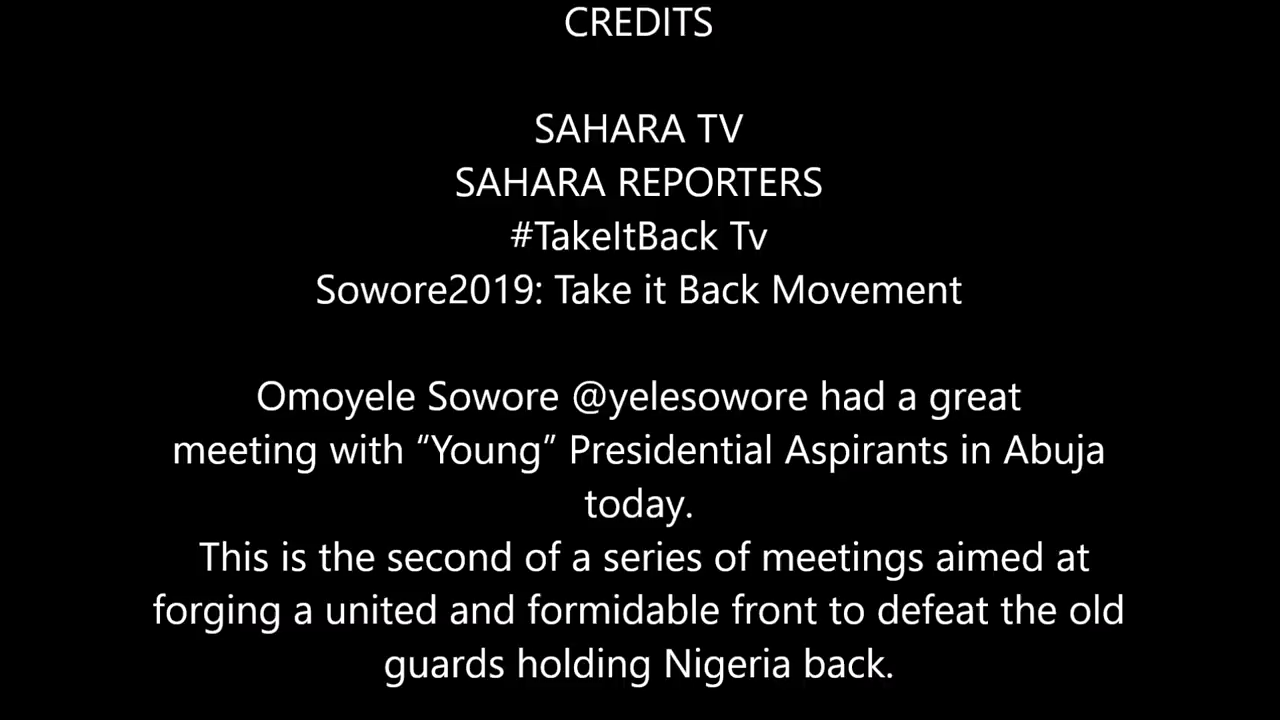 CREDITS
SAHARA TV
SAHARA REPORTERS
#TakeItBack Tv
Sowore2019: Take it Back Movement
Omoyele Sowore @yelesowore had a great
meeting with “Young” Presidential Aspirants in Abuja
today.
This is the second of a series of meetings aimed at
forging a united and formidable front to defeat the old
guards holding Nigeria back.